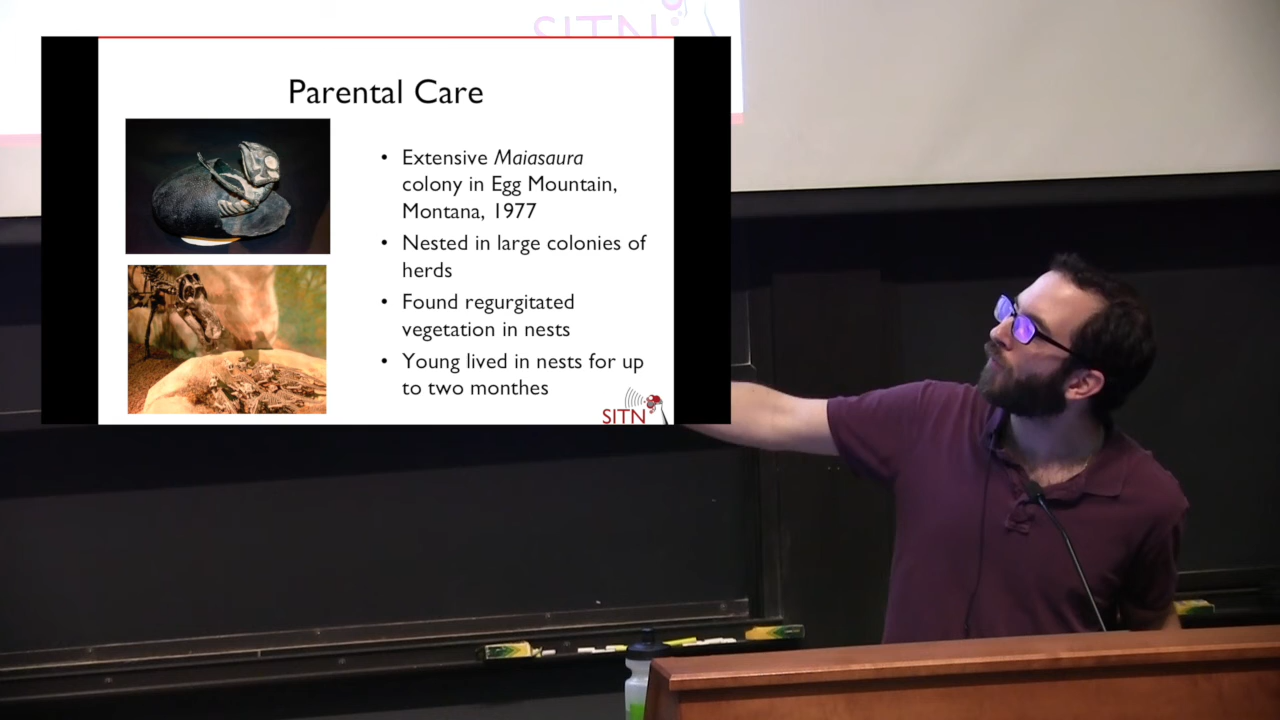 SITN
Parental Care
• Extensive Maiasaura
colony in Egg Mountain,
Montana, 1977
• Nested in large colonies of
herds
• Found regurgitated
vegetation in nests
• Young lived in nests for up
to two monthes
SITN